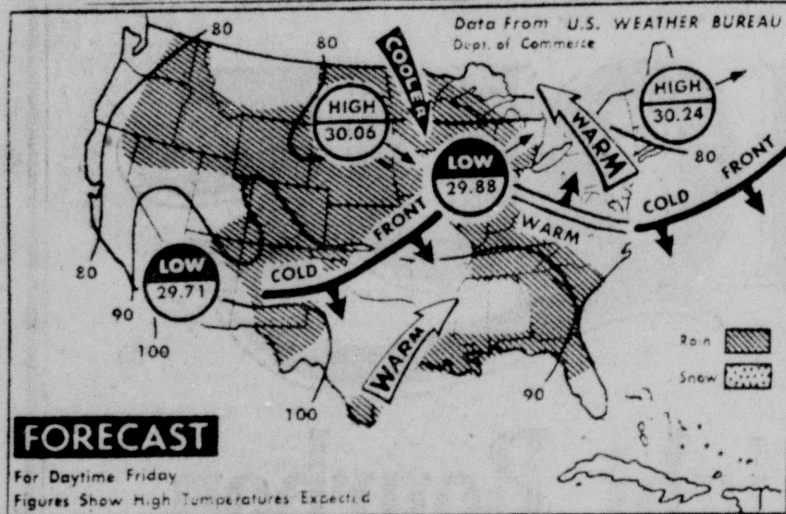 Data From U.S. WEATHER BUREAU
Dept. of Commerce
80
80
COOLER
HIGH
30.06
HIGH
30.24
WARM
80
LOW
29.88
COLD FRONT
WARM
COLD FRONT
LOW
29.71
80
90
100
WARM
100
90
Rain
Snow
FORECAST
For Daytime Friday
Figures Show High Temperatures Expected